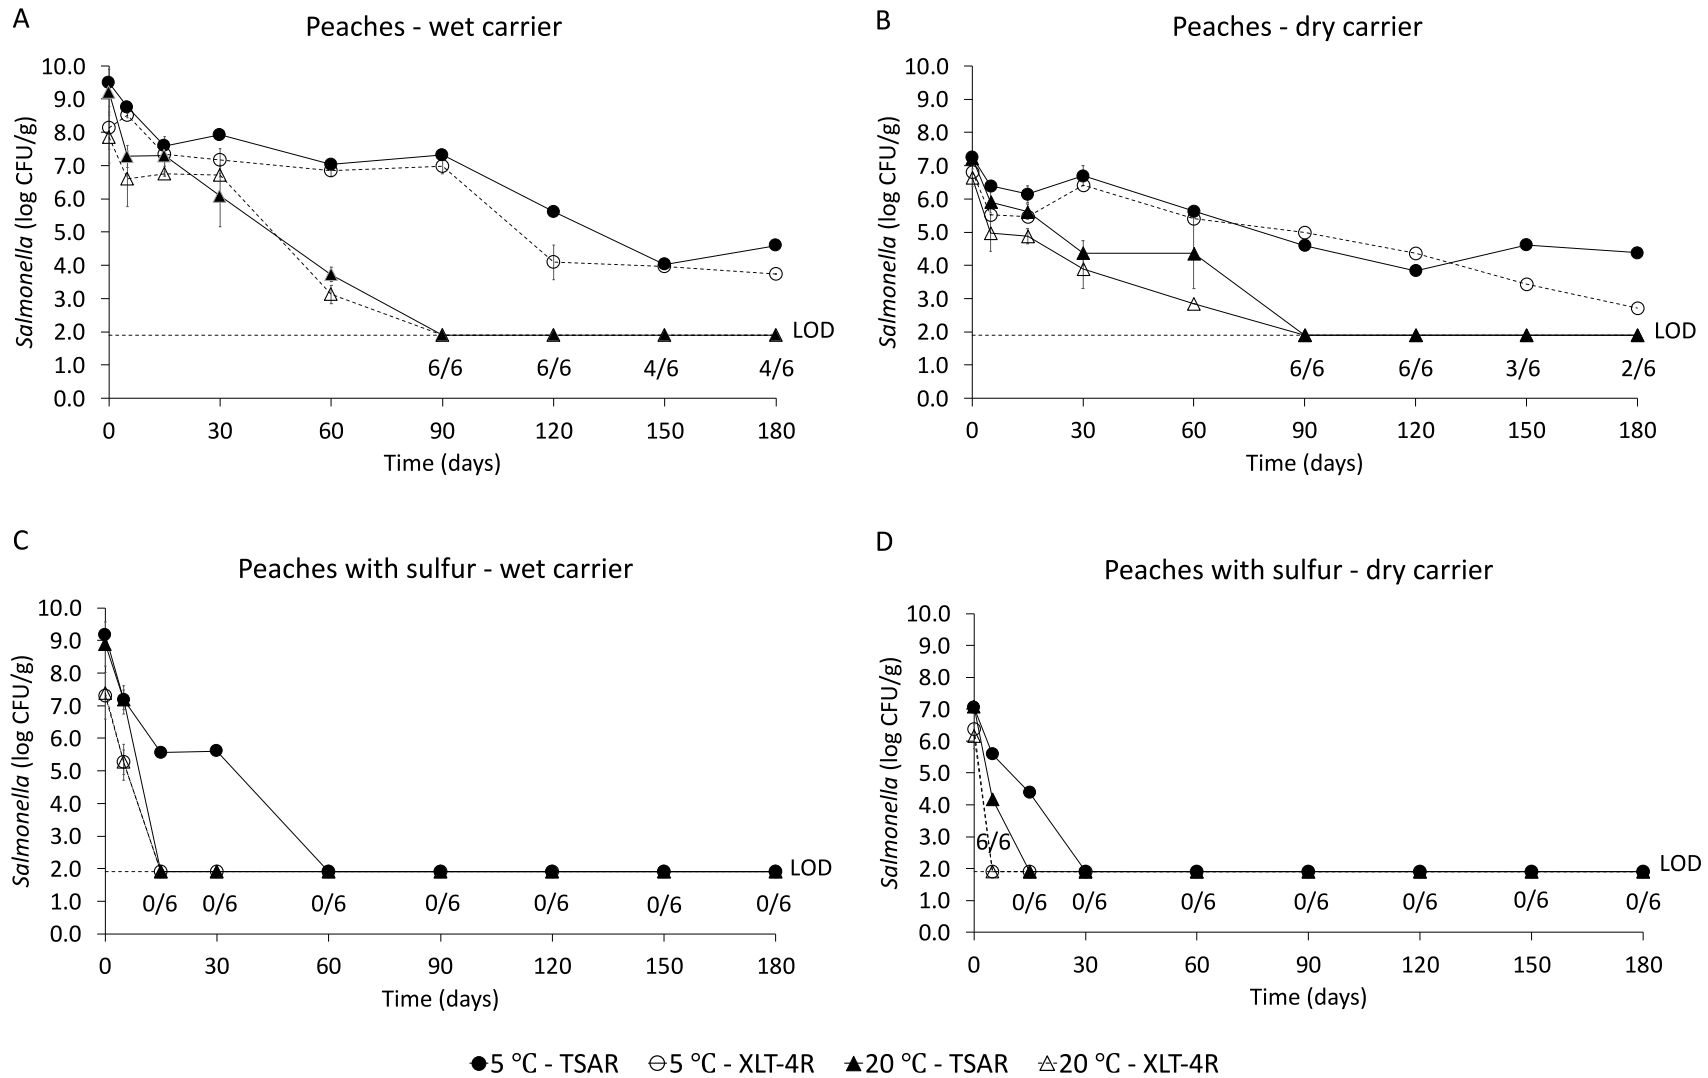 A
Peaches - wet carrier
10.0
9.0
8.0
7.0
6.0
5.0
4.0
3.0
2.0
1.0
0.0
Salmonella (log CFU/g)
LOD
6/6 6/6 4/6 4/6
0 30 60 90 120 150 180
Time (days)
B
Peaches - dry carrier
10.0
9.0
8.0
7.0
6.0
5.0
4.0
3.0
2.0
1.0
0.0
Salmonella (log CFU/g)
LOD
6/6 6/6 3/6 2/6
0 30 60 90 120 150 180
Time (days)
C
Peaches with sulfur - wet carrier
10.0
9.0
8.0
7.0
6.0
5.0
4.0
3.0
2.0
1.0
0.0
Salmonella (log CFU/g)
LOD
0/6 0/6 0/6 0/6 0/6 0/6 0/6
0 30 60 90 120 150 180
Time (days)
D
Peaches with sulfur - dry carrier
10.0
9.0
8.0
7.0
6.0
5.0
4.0
3.0
2.0
1.0
0.0
Salmonella (log CFU/g)
6/6
LOD
0/6 0/6 0/6 0/6 0/6 0/6 0/6
0 30 60 90 120 150 180
Time (days)
5 °C - TSAR 5 °C - XLT-4R 20 °C - TSAR 20 °C - XLT-4R